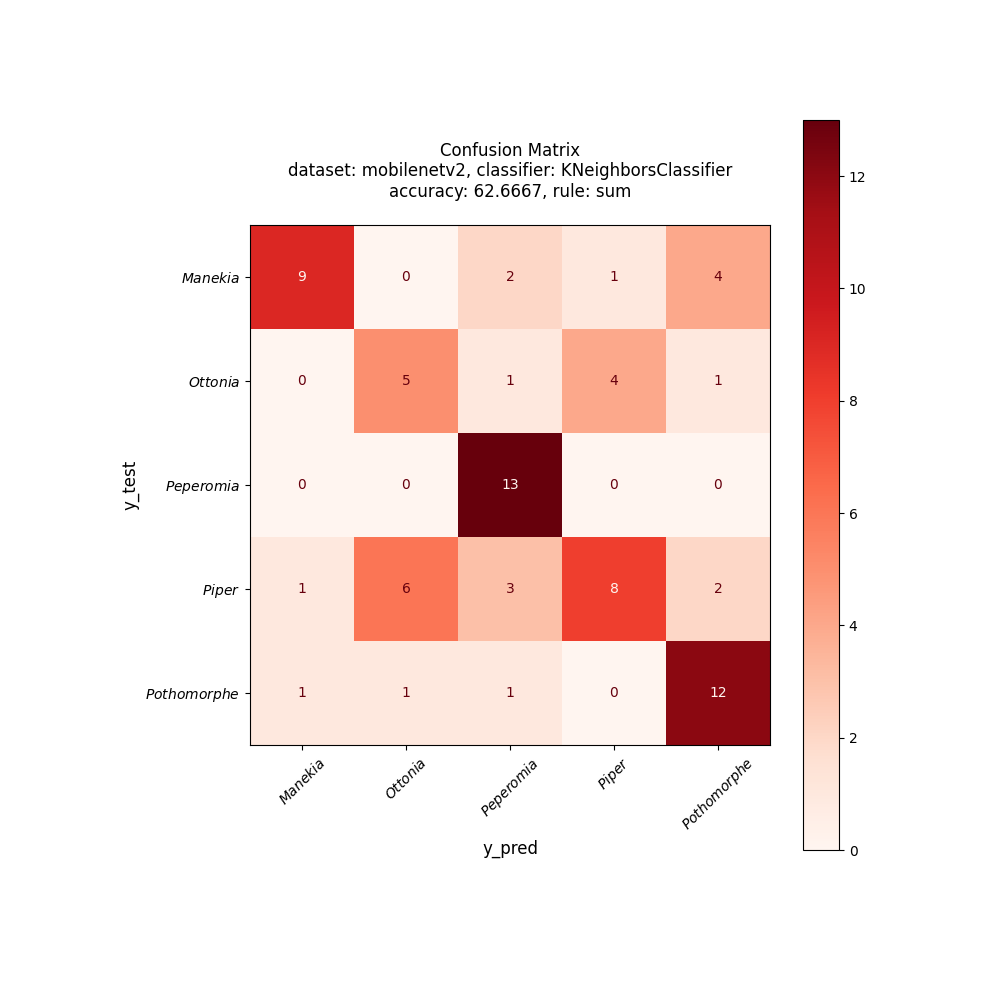 Confusion Matrix
dataset: mobilenetv2, classifier: KNeighborsClassifier
accuracy: 62.6667, rule: sum
Manekia 9 0 2 1 4
Ottonia 0 5 1 4 1
Peperomia 0 0 13 0 0
Piper 1 6 3 8 2
Pothomorphe 1 1 1 0 12
y_test
Manekia Ottonia Peperomia Piper Pothomorphe
y_pred
12
10
8
6
4
2
0